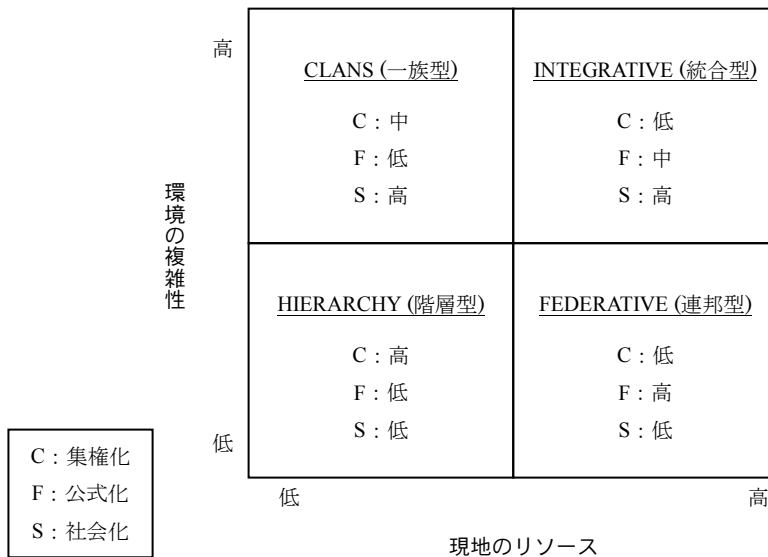 高
CLANS (一族型)
C：中
F：低
S：高
INTEGRATIVE (統合型)
C：低
F：中
S：高
環境の複雑性
HIERARCHY (階層型)
C：高
F：低
S：低
FEDERATIVE (連邦型)
C：低
F：高
S：低
低
低
高
現地のリソース
C：集権化
F：公式化
S：社会化